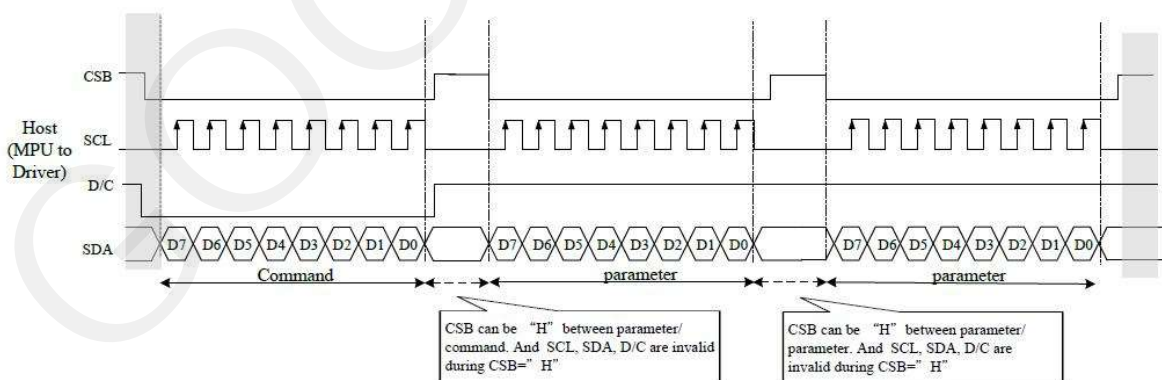 CSB
Host
(MPU to
Driver)
SCL
D/C
SDA
D7 D6 D5 D4 D3 D2 D1 D0 D7 D6 D5 D4 D3 D2 D1 D0 D7 D6 D5 D4 D3 D2 D1 D0
Command parameter parameter
CSB can be “H” between parameter/
command. And SCL, SDA, D/C are invalid
during CSB=” H”
CSB can be “H” between parameter/
parameter. And SCL, SDA, D/C are
invalid during CSB=” H”